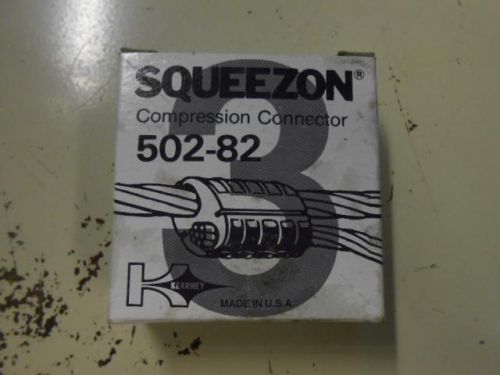 SQUEEZON®
Compression Connector
502-82
3
KEARNEY
MADE IN U.S.A.